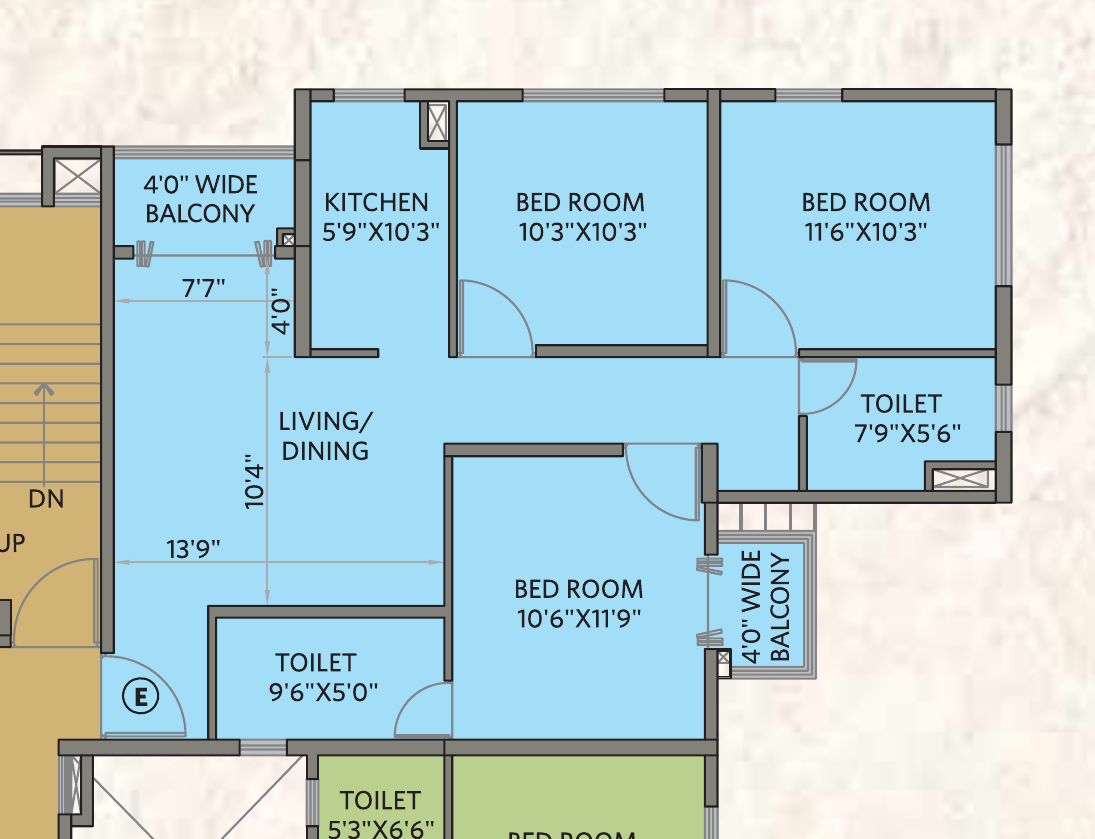 4'0" WIDE
BALCONY
KITCHEN
5'9"X10'3"
BED ROOM
10'3"X10'3"
BED ROOM
11'6"X10'3"
7'7"
4'0"
LIVING/
DINING
10'4"
13'9"
TOILET
7'9"X5'6"
DN
UP
BED ROOM
10'6"X11'9"
4'0" WIDE
BALCONY
TOILET
9'6"X5'0"
E
TOILET
5'3"X6'6"
BED ROOM